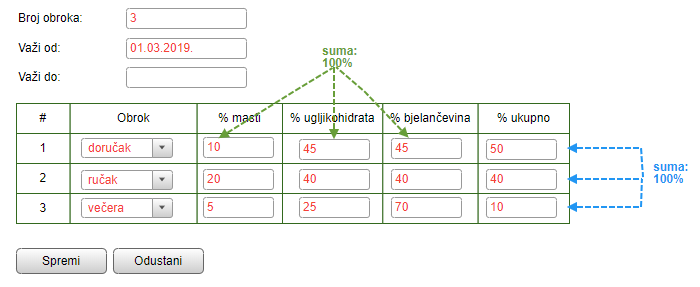 Broj obroka: 3
Važi od: 01.03.2019.
Važi do:
suma:
100%
# Obrok % masti % ugljikohidrata % bjelančevina % ukupno
1 doručak 10 45 45 50
2 ručak 20 40 40 40
3 večera 5 25 70 10
suma:
100%
Spremi Odustani